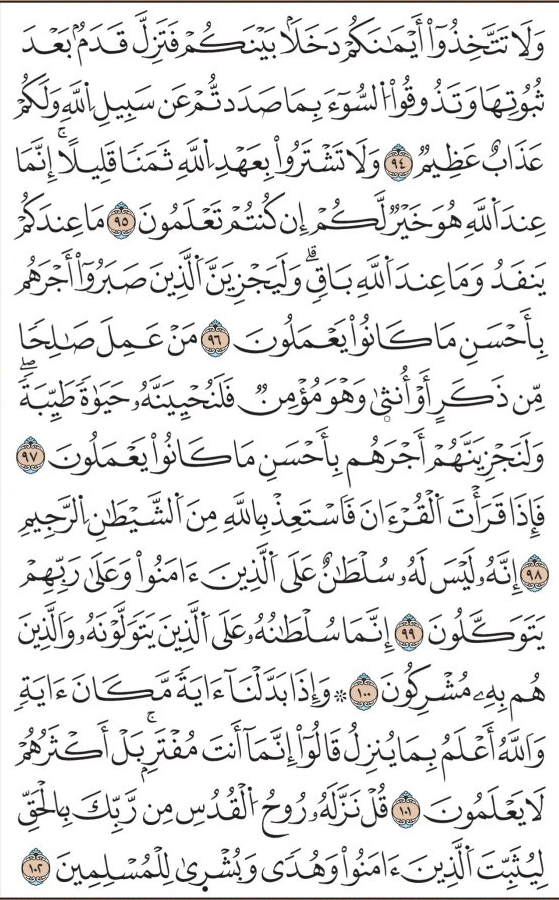 وَلَا تَتَّخِذُوٓا۟ أَيْمَٰنَكُمْ دَخَلًۢا بَيْنَكُمْ فَتَزِلَّ قَدَمٌۢ بَعْدَ
ثُبُوتِهَا وَتَذُوقُوا۟ ٱلسُّوٓءَ بِمَا صَدَدتُّمْ عَن سَبِيلِ ٱللَّهِ وَلَكُمْ
عَذَابٌ عَظِيمٌ ٩٤ وَلَا تَشْتَرُوا۟ بِعَهْدِ ٱللَّهِ ثَمَنًا قَلِيلًا ۚ إِنَّمَا
عِندَ ٱللَّهِ هُوَ خَيْرٌ لَّكُمْ إِن كُنتُمْ تَعْلَمُونَ ٩٥ مَا عِندَكُمْ
يَنفَدُ وَمَا عِندَ ٱللَّهِ بَاقٍ ۗ وَلَيَجْزِيَنَّ ٱلَّذِينَ صَبَرُوٓا۟ أَجْرَهُم
بِأَحْسَنِ مَا كَانُوا۟ يَعْمَلُونَ ٩٦ مَنْ عَمِلَ صَٰلِحًا
مِّن ذَكَرٍ أَوْ أُنثىٰ وَهْوَ مُؤْمِنٌ فَلَنُحْيِيَنَّهُۥ حَيَوٰةً طَيِّبَةً ۖ
وَلَنَجْزِيَنَّهُمْ أَجْرَهُم بِأَحْسَنِ مَا كَانُوا۟ يَعْمَلُونَ ٩٧
فَإِذَا قَرَأْتَ ٱلْقُرْءَانَ فَٱسْتَعِذْ بِٱللَّهِ مِنَ ٱلشَّيْطَٰنِ ٱلرَّجِيمِ
٩٨ إِنَّهُۥ لَيْسَ لَهُۥ سُلْطَٰنٌ عَلَى ٱلَّذِينَ ءَامَنُوا۟ وَعَلَىٰ رَبِّهِمْ
يَتَوَكَّلُونَ ٩٩ إِنَّمَا سُلْطَٰنُهُۥ عَلَى ٱلَّذِينَ يَتَوَلَّوْنَهُۥ وَٱلَّذِينَ
هُم بِهِۦ مُشْرِكُونَ ١٠٠ ۞ وَإِذَا بَدَّلْنَآ ءَايَةً مَّكَانَ ءَايَةٍ
وَٱللَّهُ أَعْلَمُ بِمَا يُنزِلُ قَالُوٓا۟ إِنَّمَآ أَنتَ مُفْتَرٍۭ ۚ بَلْ أَكْثَرُهُمْ
لَا يَعْلَمُونَ ١٠١ قُلْ نَزَّلَهُۥ رُوحُ ٱلْقُدُسِ مِن رَّبِّكَ بِٱلْحَقِّ
لِيُثَبِّتَ ٱلَّذِينَ ءَامَنُوا۟ وَهُدًى وَبُشْرىٰ لِلْمُسْلِمِينَ ١٠٢